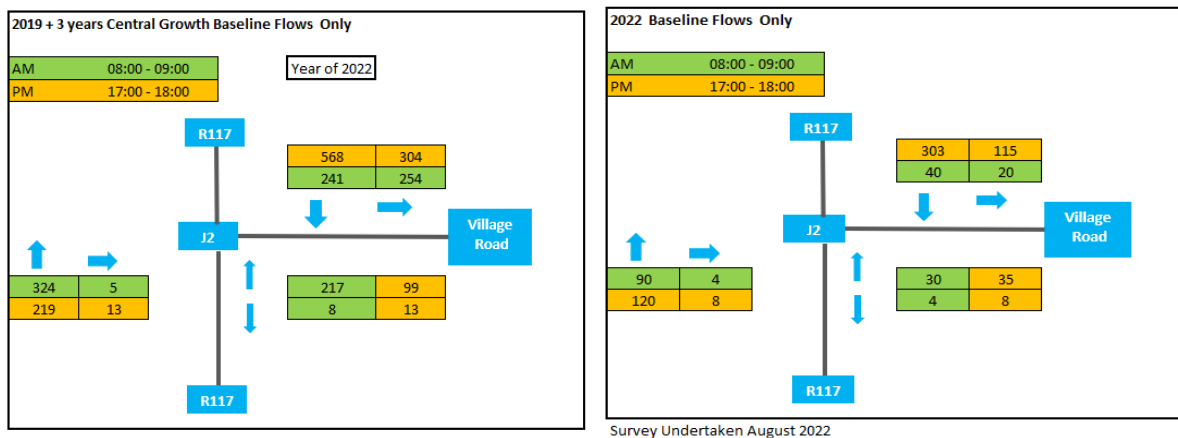 2019 + 3 years Central Growth Baseline Flows Only
AM 08:00 - 09:00
PM 17:00 - 18:00
Year of 2022
R117
568 304
241 254
J2
Village
Road
324 5
219 13
217 99
8 13
R117
2022 Baseline Flows Only
AM 08:00 - 09:00
PM 17:00 - 18:00
R117
303 115
40 20
J2
Village
Road
90 4
120 8
30 35
4 8
R117
Survey Undertaken August 2022